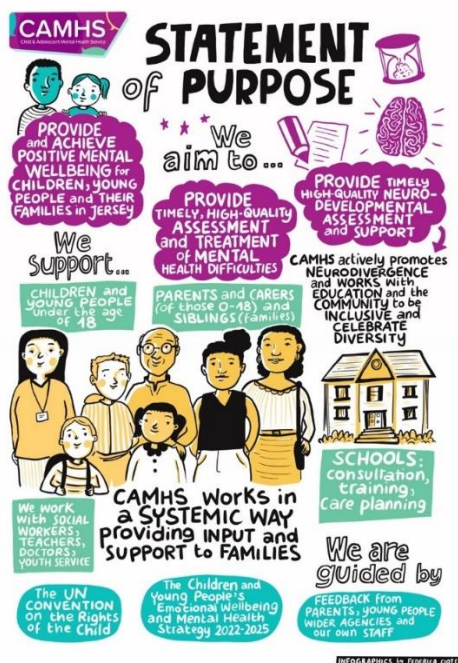 CAMHS
Child & Adolescent Mental Health Service
STATEMENT
of PURPOSE
PROVIDE
and ACHIEVE
POSITIVE MENTAL
WELLBEING for
CHILDREN, YOUNG
PEOPLE and THEIR
FAMILIES in JERSEY
We
aim to...
PROVIDE
TIMELY, HIGH-QUALITY
ASSESSMENT
and TREATMENT
of MENTAL
HEALTH DIFFICULTIES
PROVIDE TIMELY
HIGH-QUALITY NEURO-
DEVELOPMENTAL
ASSESSMENT
and SUPPORT
CAMHS actively promotes
NEURODIVERGENCE
and WORKS with
EDUCATION and the
COMMUNITY to be
INCLUSIVE and
CELEBRATE
DIVERSITY
We
support...
CHILDREN and
YOUNG PEOPLE
under the age
of 18
PARENTS and CARERS
(of those 0-18) and
SIBLINGS (families)
SCHOOLS:
consultation,
training,
Care planning
We work
with SOCIAL
WORKERS,
TEACHERS,
DOCTORS,
YOUTH SERVICE
CAMHS works in
a SYSTEMIC WAY
providing INPUT and
SUPPORT to FAMILIES
We are
guided by
The UN
CONVENTION
on the Rights
of the Child
The Children and
Young People's
Emotional Wellbeing
and Mental Health
Strategy 2022-2025
FEEDBACK from
PARENTS, YOUNG PEOPLE
WIDER AGENCIES and
our own STAFF
INFOGRAPHICS by FEDERICA